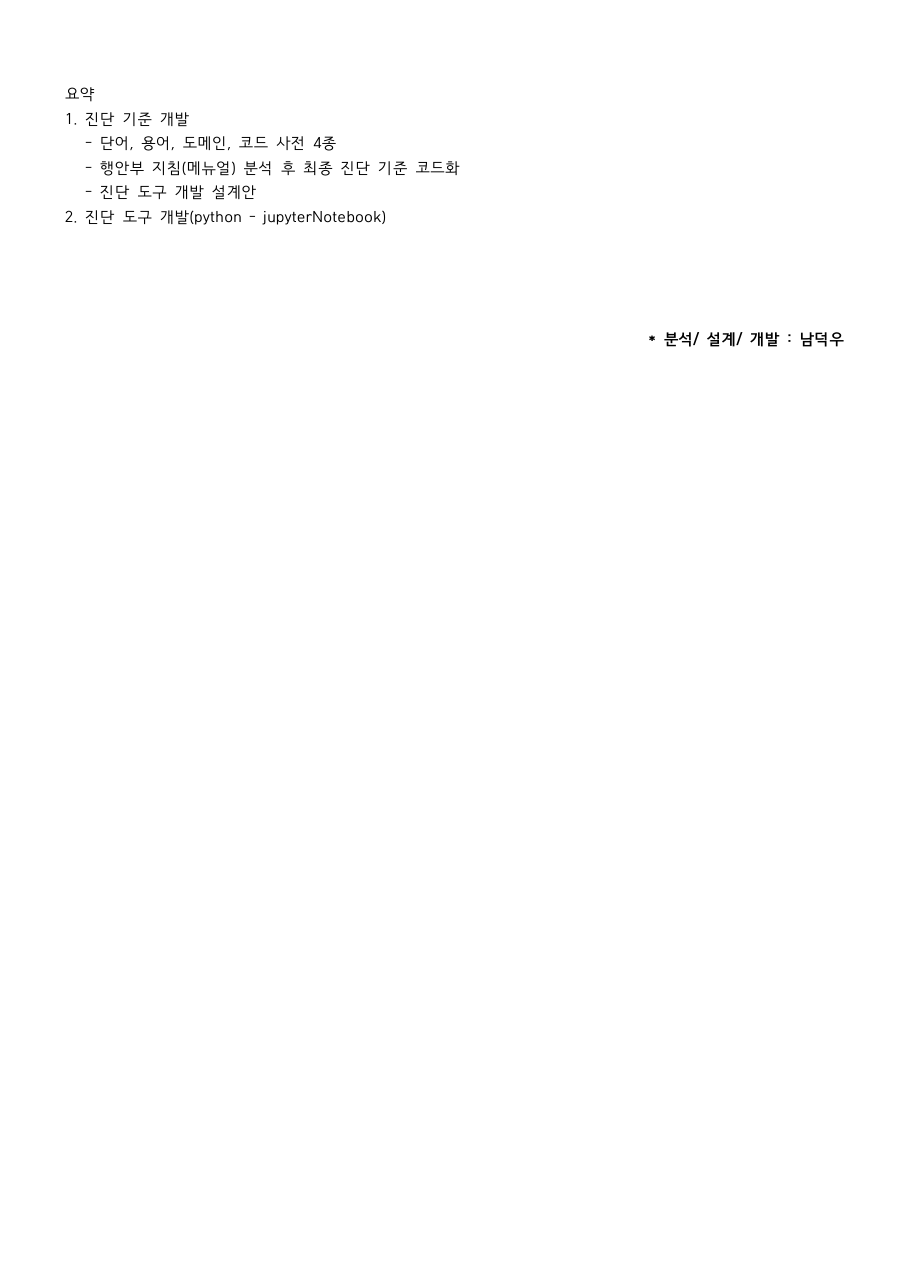 요약
1. 진단 기준 개발
- 단어, 용어, 도메인, 코드 사전 4종
- 행안부 지침(메뉴얼) 분석 후 최종 진단 기준 코드화
- 진단 도구 개발 설계안
2. 진단 도구 개발(python - jupyterNotebook)
* 분석/ 설계/ 개발 : 남덕우